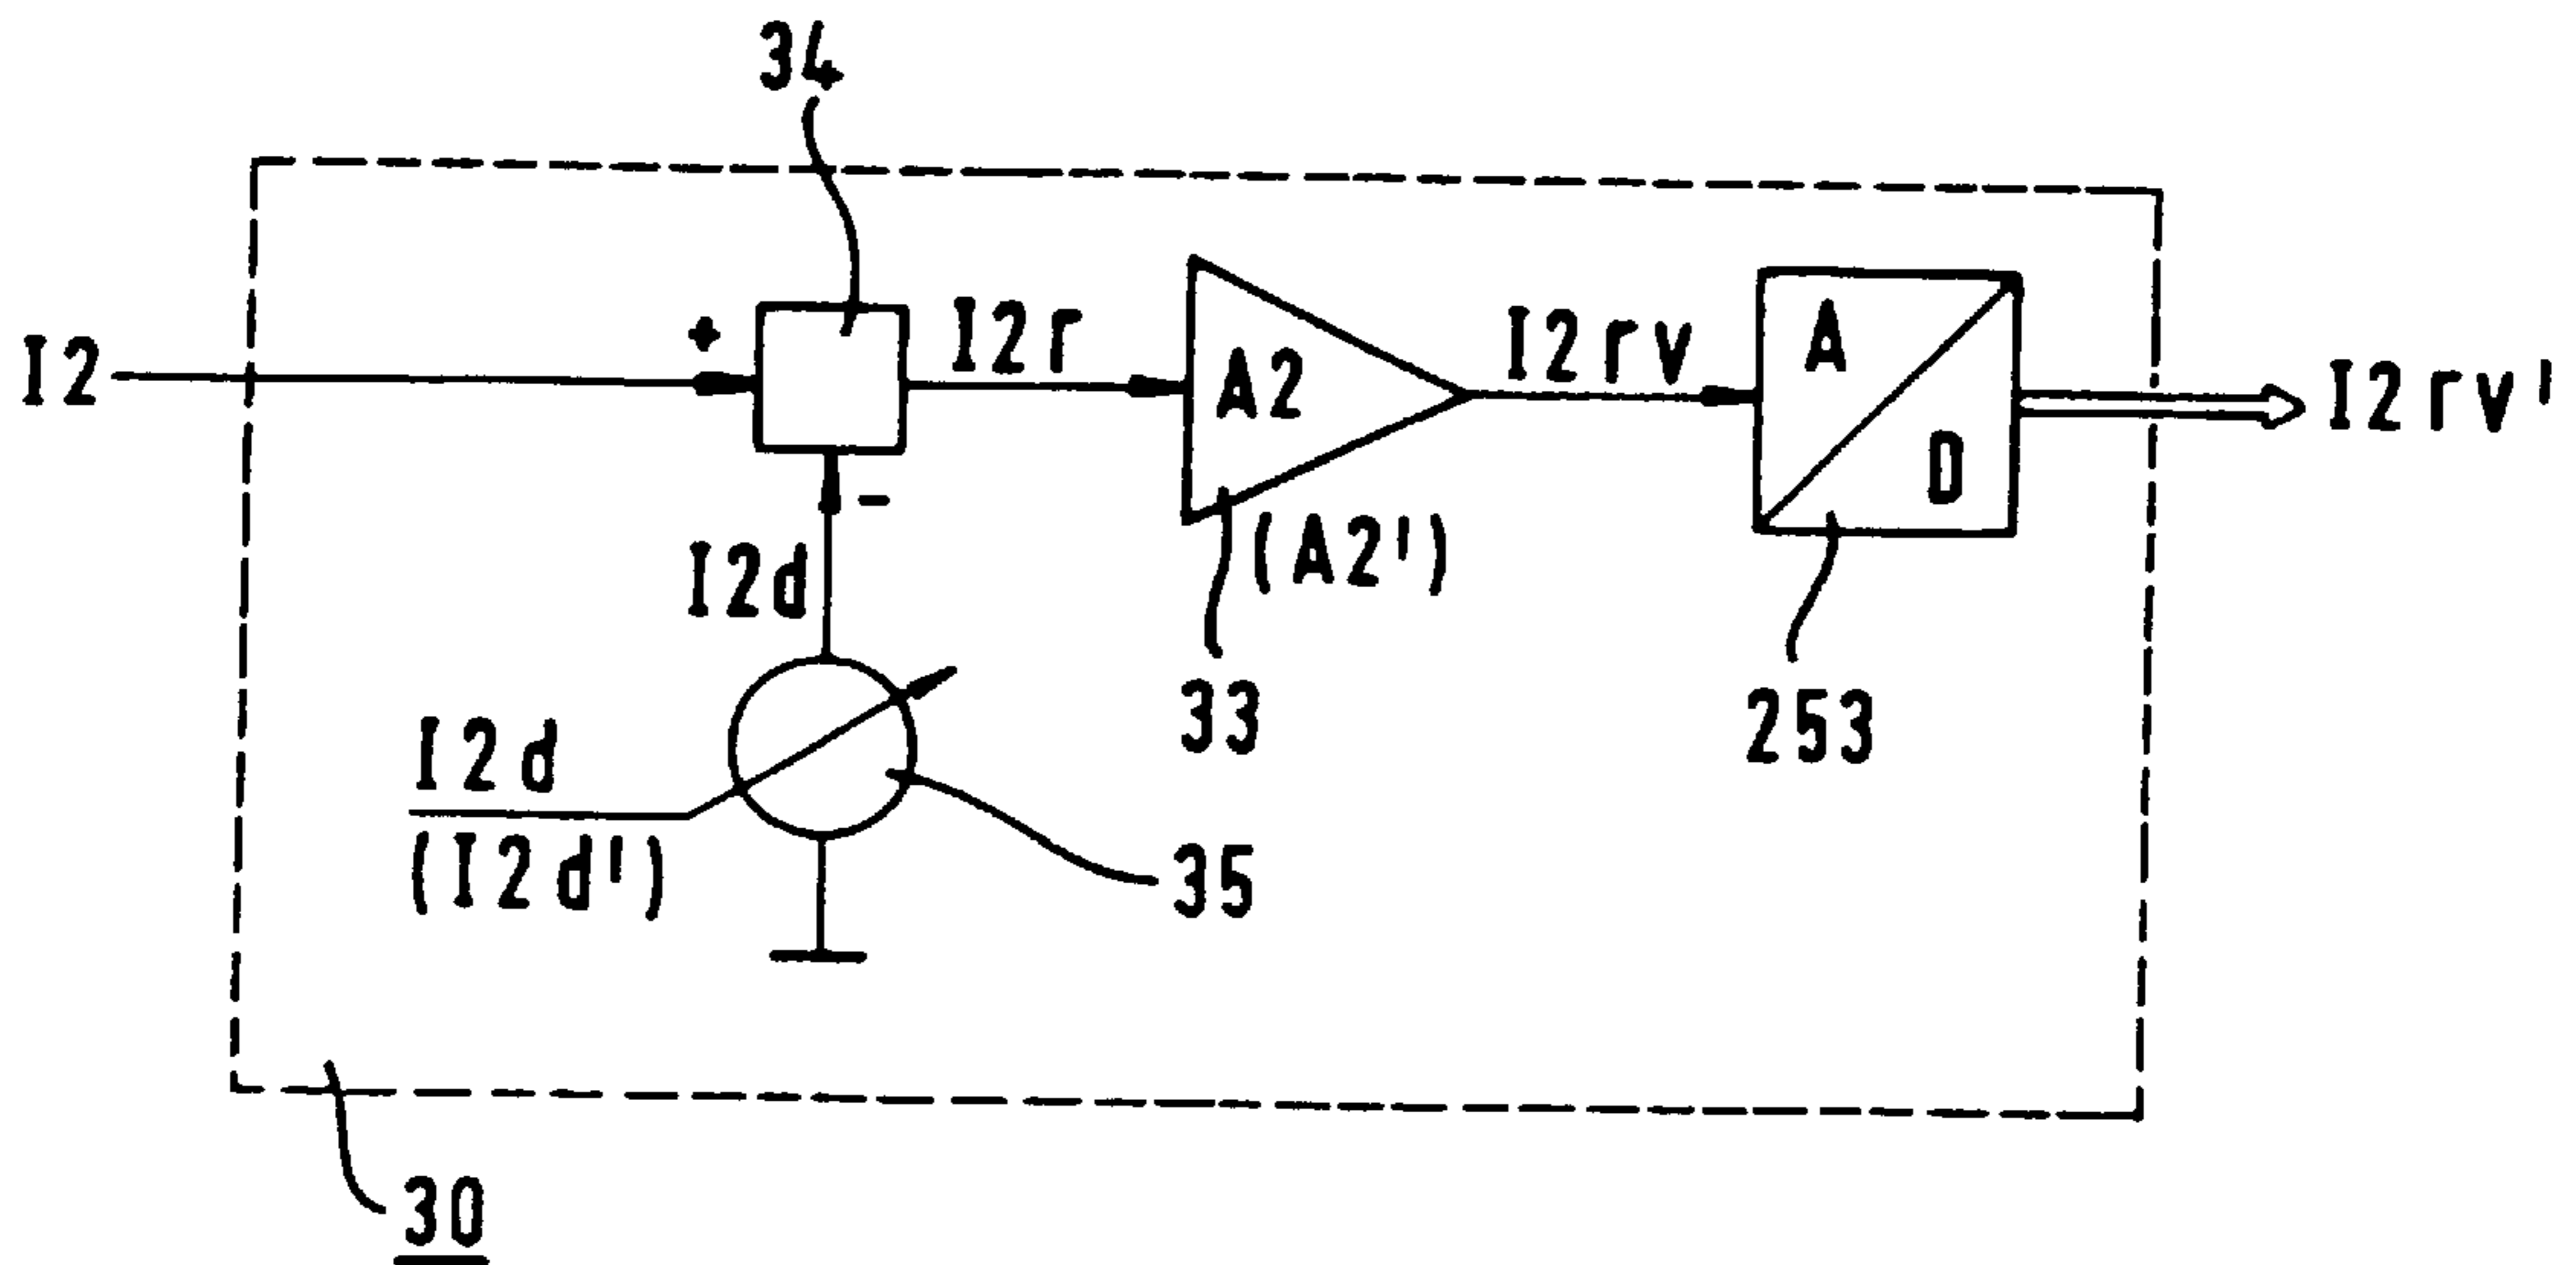 34
I2
+
I2r
A2
I2rv
A
D
I2rv'
-
I2d
(A2')
33
253
I2d
(I2d')
35
30